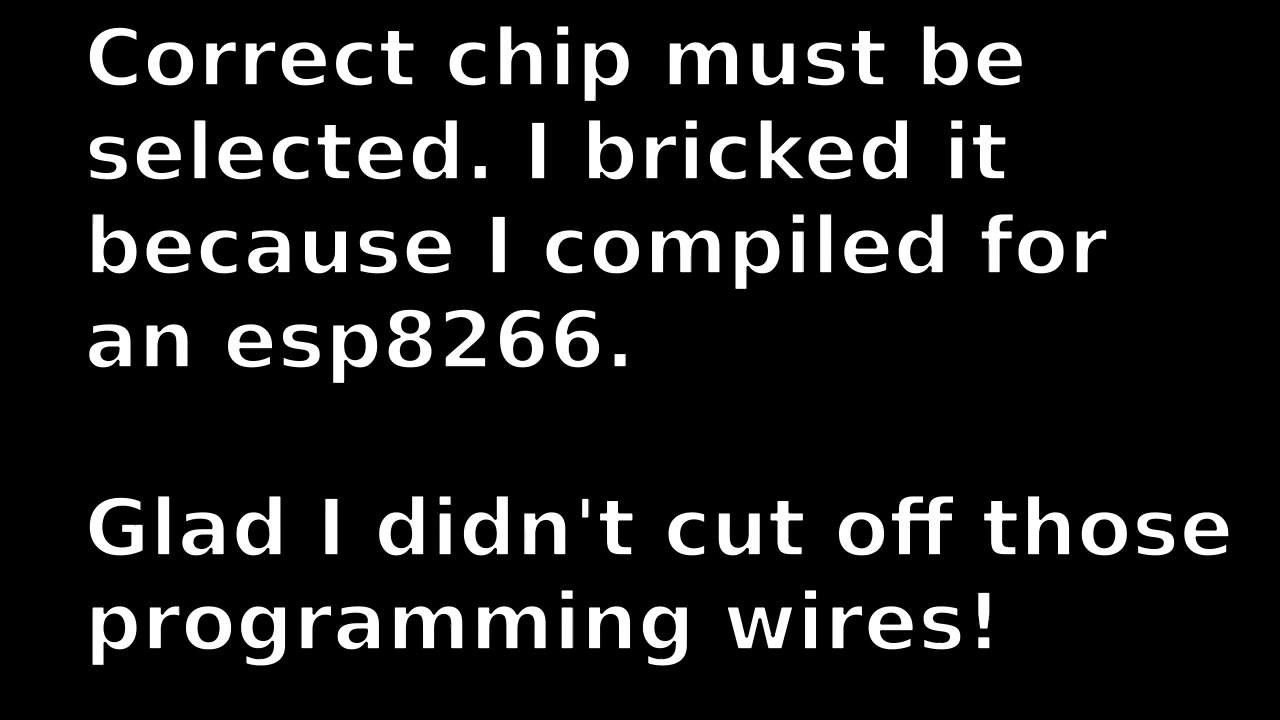 Correct chip must be
selected. I bricked it
because I compiled for
an esp8266.
Glad I didn't cut off those
programming wires!